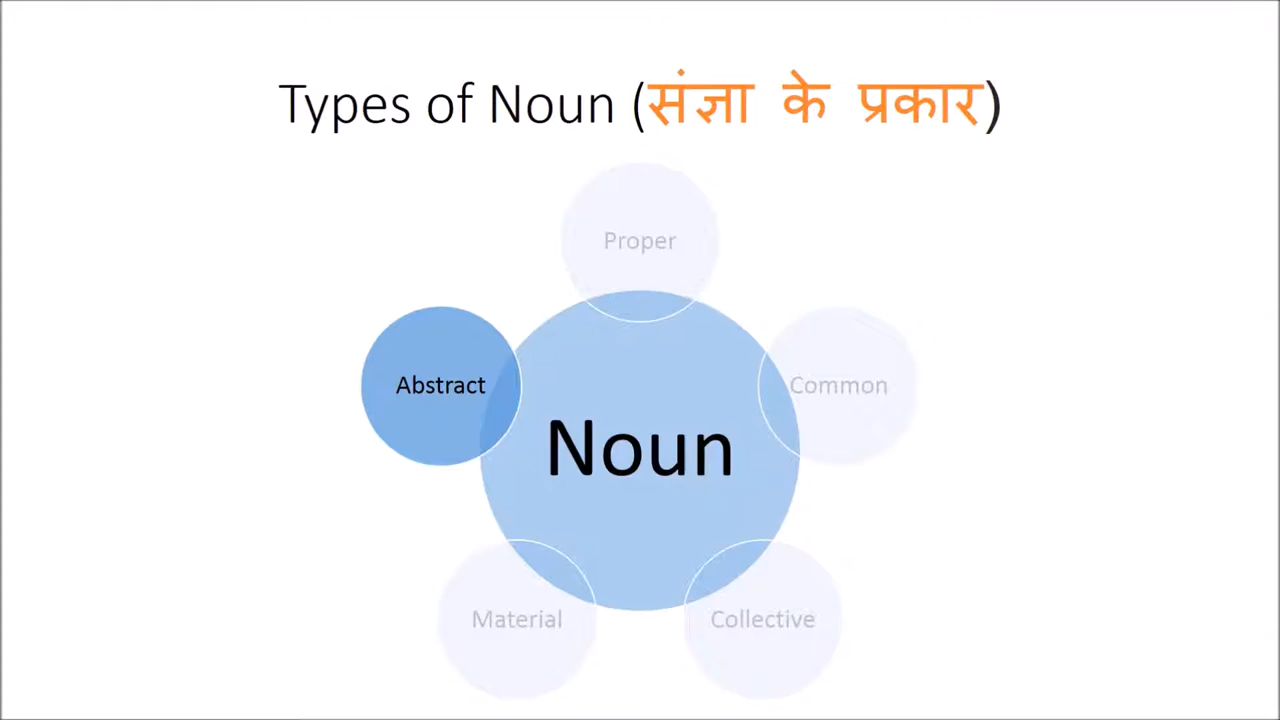 Types of Noun (संज्ञा के प्रकार)
Proper
Abstract
Common
Noun
Material
Collective